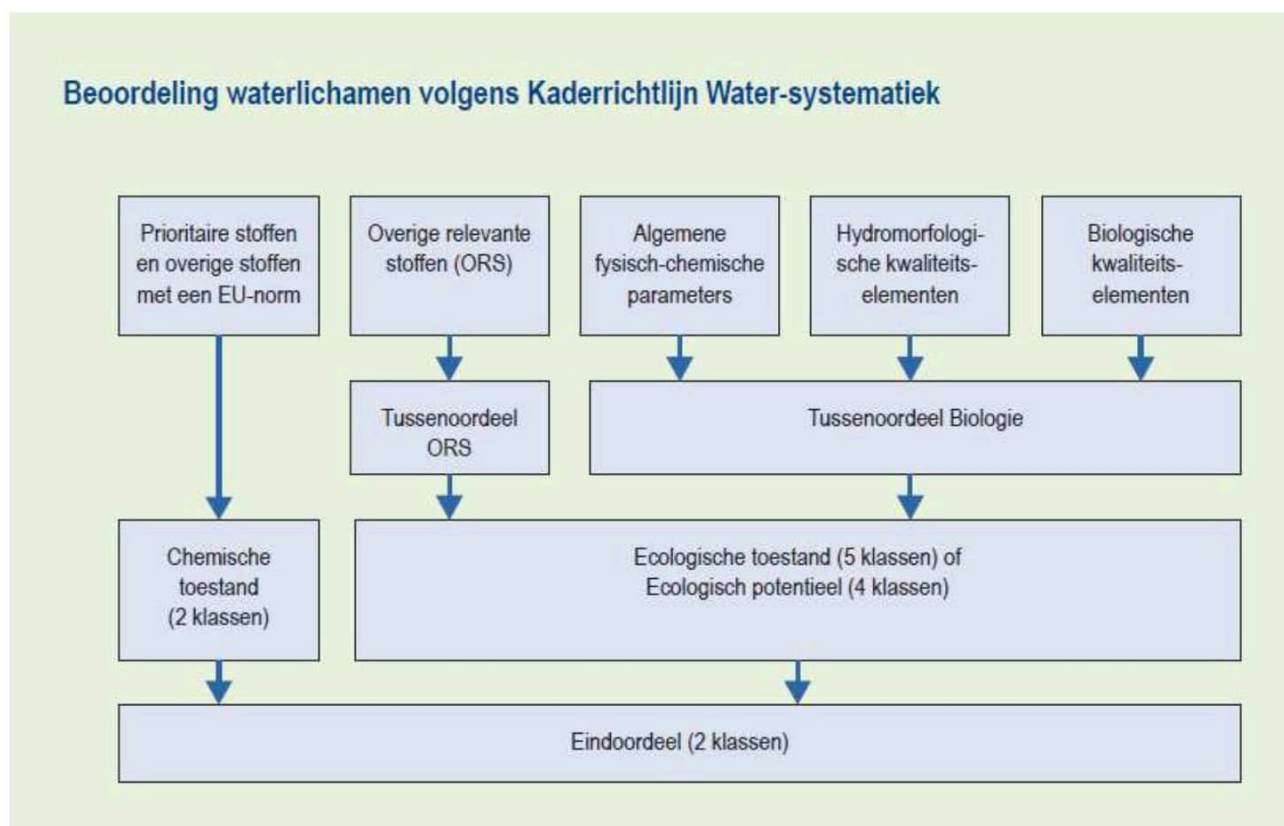 Beoordeling waterlichamen volgens Kaderrichtlijn Water-systematiek
Prioritaire stoffen
en overige stoffen
met een EU-norm
Overige relevante
stoffen (ORS)
Algemene
fysisch-chemische
parameters
Hydromorfologi-
sche kwaliteits-
elementen
Biologische
kwaliteits-
elementen
Tussenoordeel
ORS
Tussenoordeel Biologie
Chemische
toestand
(2 klassen)
Ecologische toestand (5 klassen) of
Ecologisch potentieel (4 klassen)
Eindoordeel (2 klassen)